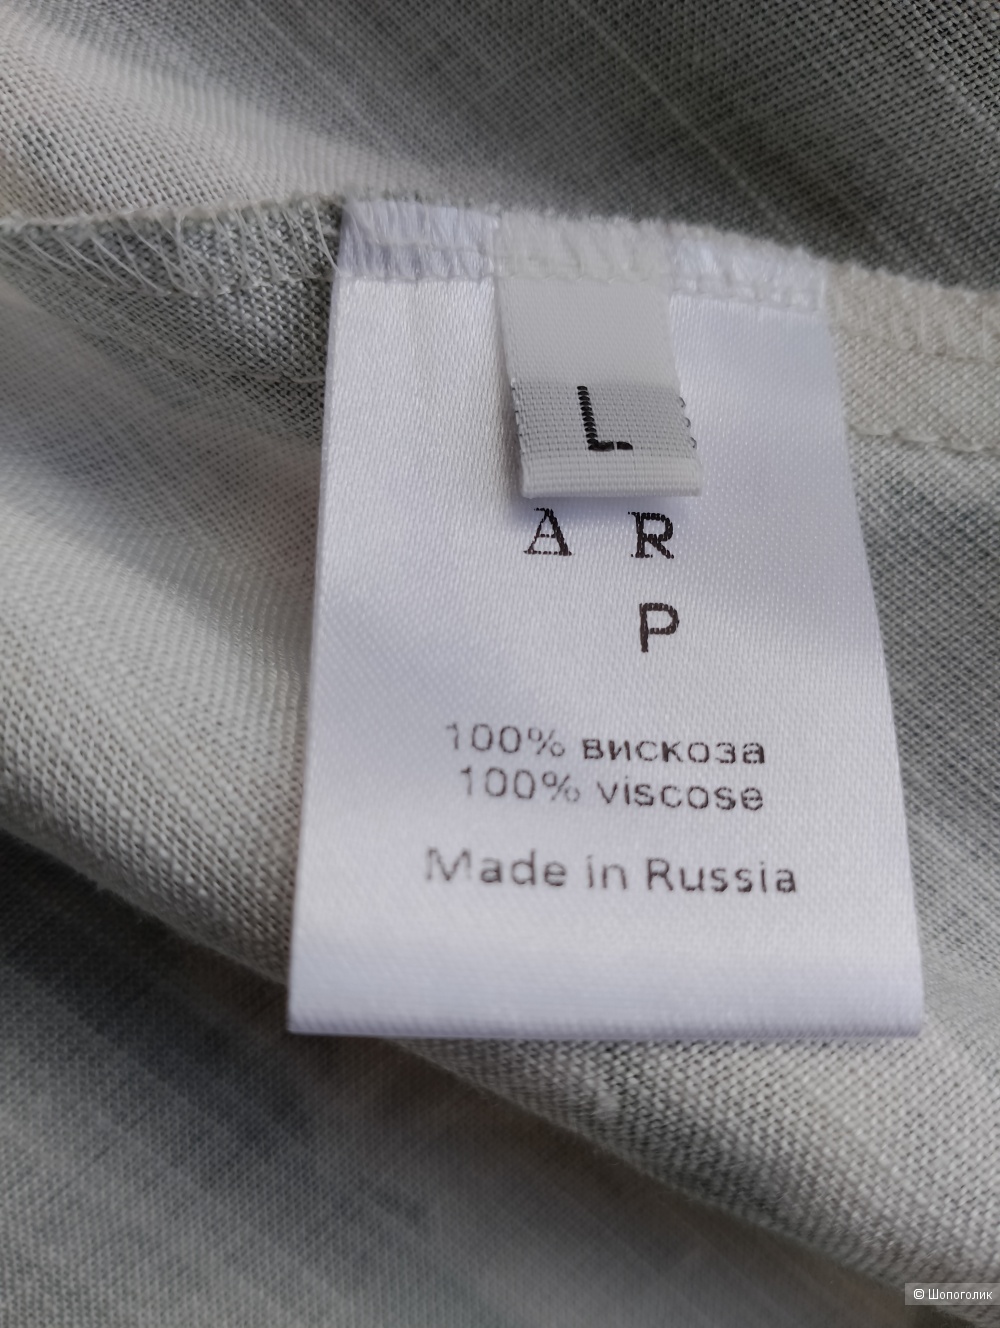 L
A R
P
100% вискоза
100% viscose
Made in Russia
© Шопоголик